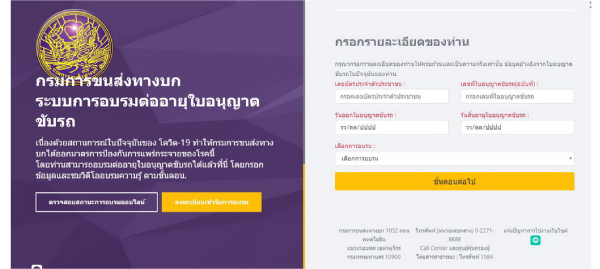 กรมการขนส่งทางบก
ระบบการอบรมต่ออายุใบอนุญาต
ขับรถ
เนื่องด้วยสถานการณ์ในปัจจุบันของ โควิด-19 ทำให้กรมการขนส่งทาง
บกได้ออกมาตรการป้องกันการแพร่กระจายของโรคนี้
โดยท่านสามารถอบรมต่ออายุใบอนุญาตขับรถได้แล้วที่นี่ โดยกรอก
ข้อมูลและชมวิดีโออบรมความรู้ ตามขั้นตอน.
ตรวจสอบสถานะการอบรมออนไลน์
ลงทะเบียนเข้ารับการอบรม
กรอกรายละเอียดของท่าน
กรุณากรอกรายละเอียดของท่านให้ครบถ้วนและเป็นความจริงเท่านั้น ข้อมูลอ้างอิงจากใบอนุญาต
ขับรถในปัจจุบันของท่าน
เลขบัตรประจำตัวประชาชน :
เลขที่ใบอนุญาตขับรถ(ฉบับที่) :
กรอกเลขบัตรประจำตัวประชาชน
กรอกเลขที่ใบอนุญาตขับรถ
วันออกใบอนุญาตขับรถ :
วันสิ้นอายุใบอนุญาตขับรถ :
วว/ดด/ปปปป
วว/ดด/ปปปป
เลือกการอบรม :
เลือกการอบรม
ขั้นตอนต่อไป
กรมการขนส่งทางบก 1032 ถนน
พหลโยธิน
แขวงจอมพล เขตจตุจักร
กรุงเทพมหานคร 10900
โทรศัพท์ (หมายเลขกลาง) 0-2271-
8888
Call Center และศูนย์คุ้มครองผู้
โดยสารสาธารณะ : โทรศัพท์ 1584
แจ้งปัญหาการใช้งานเว็บไซต์